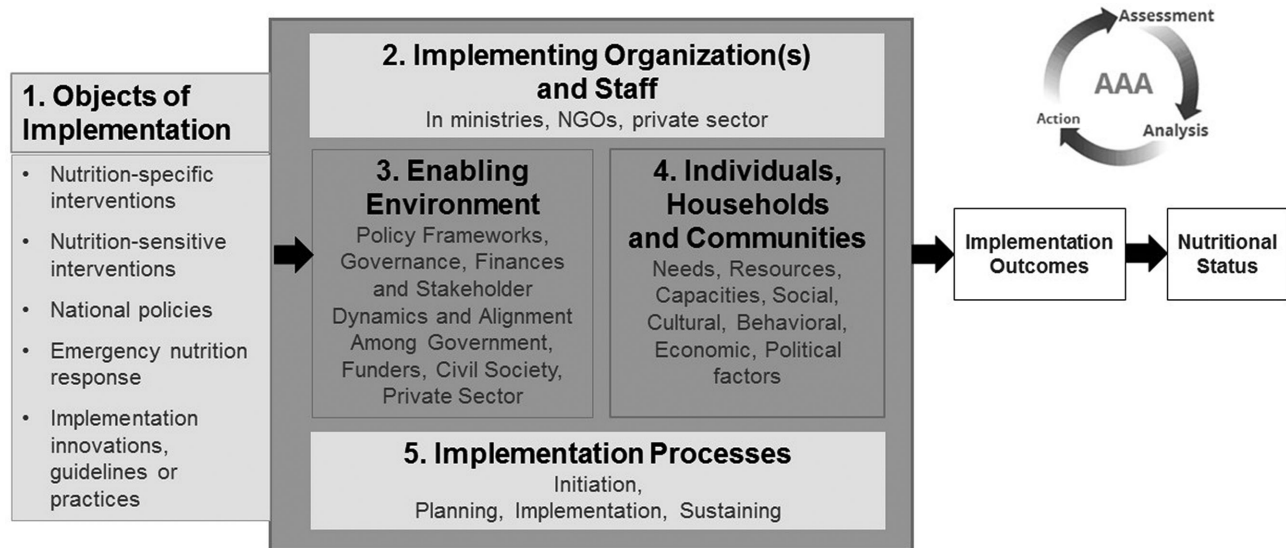 1. Objects of
Implementation
• Nutrition-specific
interventions
• Nutrition-sensitive
interventions
• National policies
• Emergency nutrition
response
• Implementation
innovations,
guidelines or
practices
2. Implementing Organization(s)
and Staff
In ministries, NGOs, private sector
3. Enabling
Environment
Policy Frameworks,
Governance, Finances
and Stakeholder
Dynamics and Alignment
Among Government,
Funders, Civil Society,
Private Sector
4. Individuals,
Households
and Communities
Needs, Resources,
Capacities, Social,
Cultural, Behavioral,
Economic, Political
factors
5. Implementation Processes
Initiation,
Planning, Implementation, Sustaining
Assessment
AAA
Action
Analysis
Implementation
Outcomes
Nutritional
Status